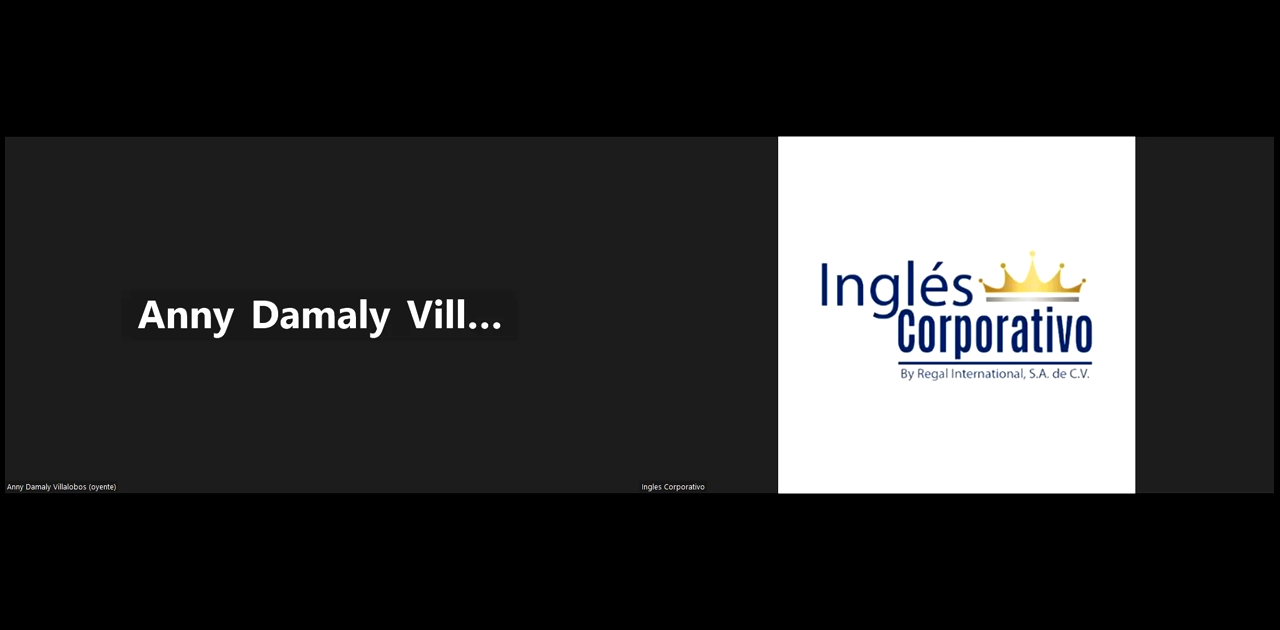 Anny Damaly Vill...
Anny Damaly Villalobos (oyente)
Inglés
Corporativo
By Regal International, S.A. de C.V.
Ingles Corporativo